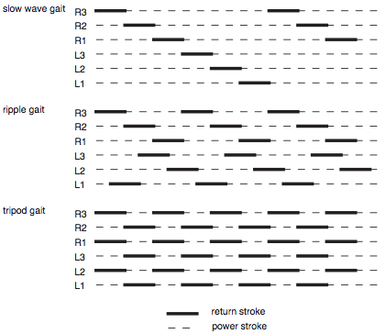 slow wave gait
R3
R2
R1
L3
L2
L1
ripple gait
R3
R2
R1
L3
L2
L1
tripod gait
R3
R2
R1
L3
L2
L1
return stroke
power stroke